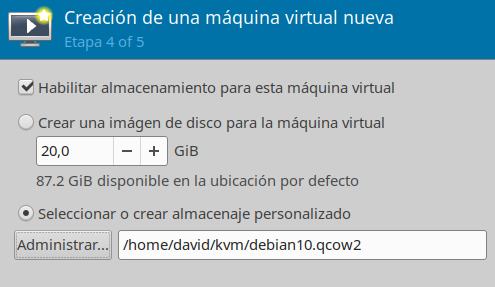 Creación de una máquina virtual nueva
Etapa 4 of 5
Habilitar almacenamiento para esta máquina virtual
Crear una imágen de disco para la máquina virtual
20,0 − + GiB
87.2 GiB disponible en la ubicación por defecto
Seleccionar o crear almacenaje personalizado
Administrar... /home/david/kvm/debian10.qcow2